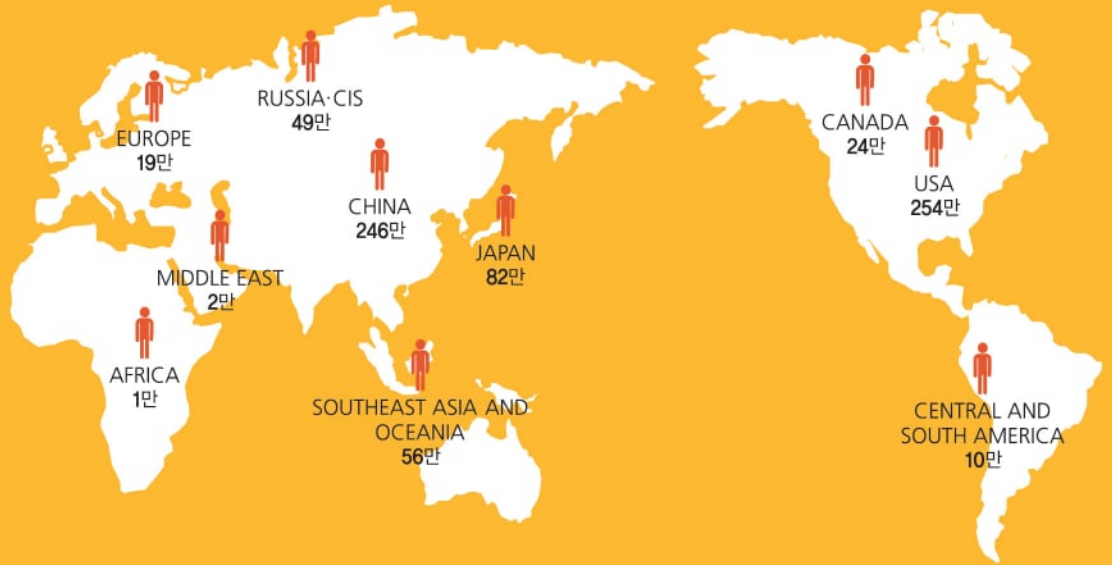 RUSSIA·CIS
49만
EUROPE
19만
CHINA
246만
JAPAN
82만
MIDDLE EAST
2만
AFRICA
1만
SOUTHEAST ASIA AND
OCEANIA
56만
CANADA
24만
USA
254만
CENTRAL AND
SOUTH AMERICA
10만